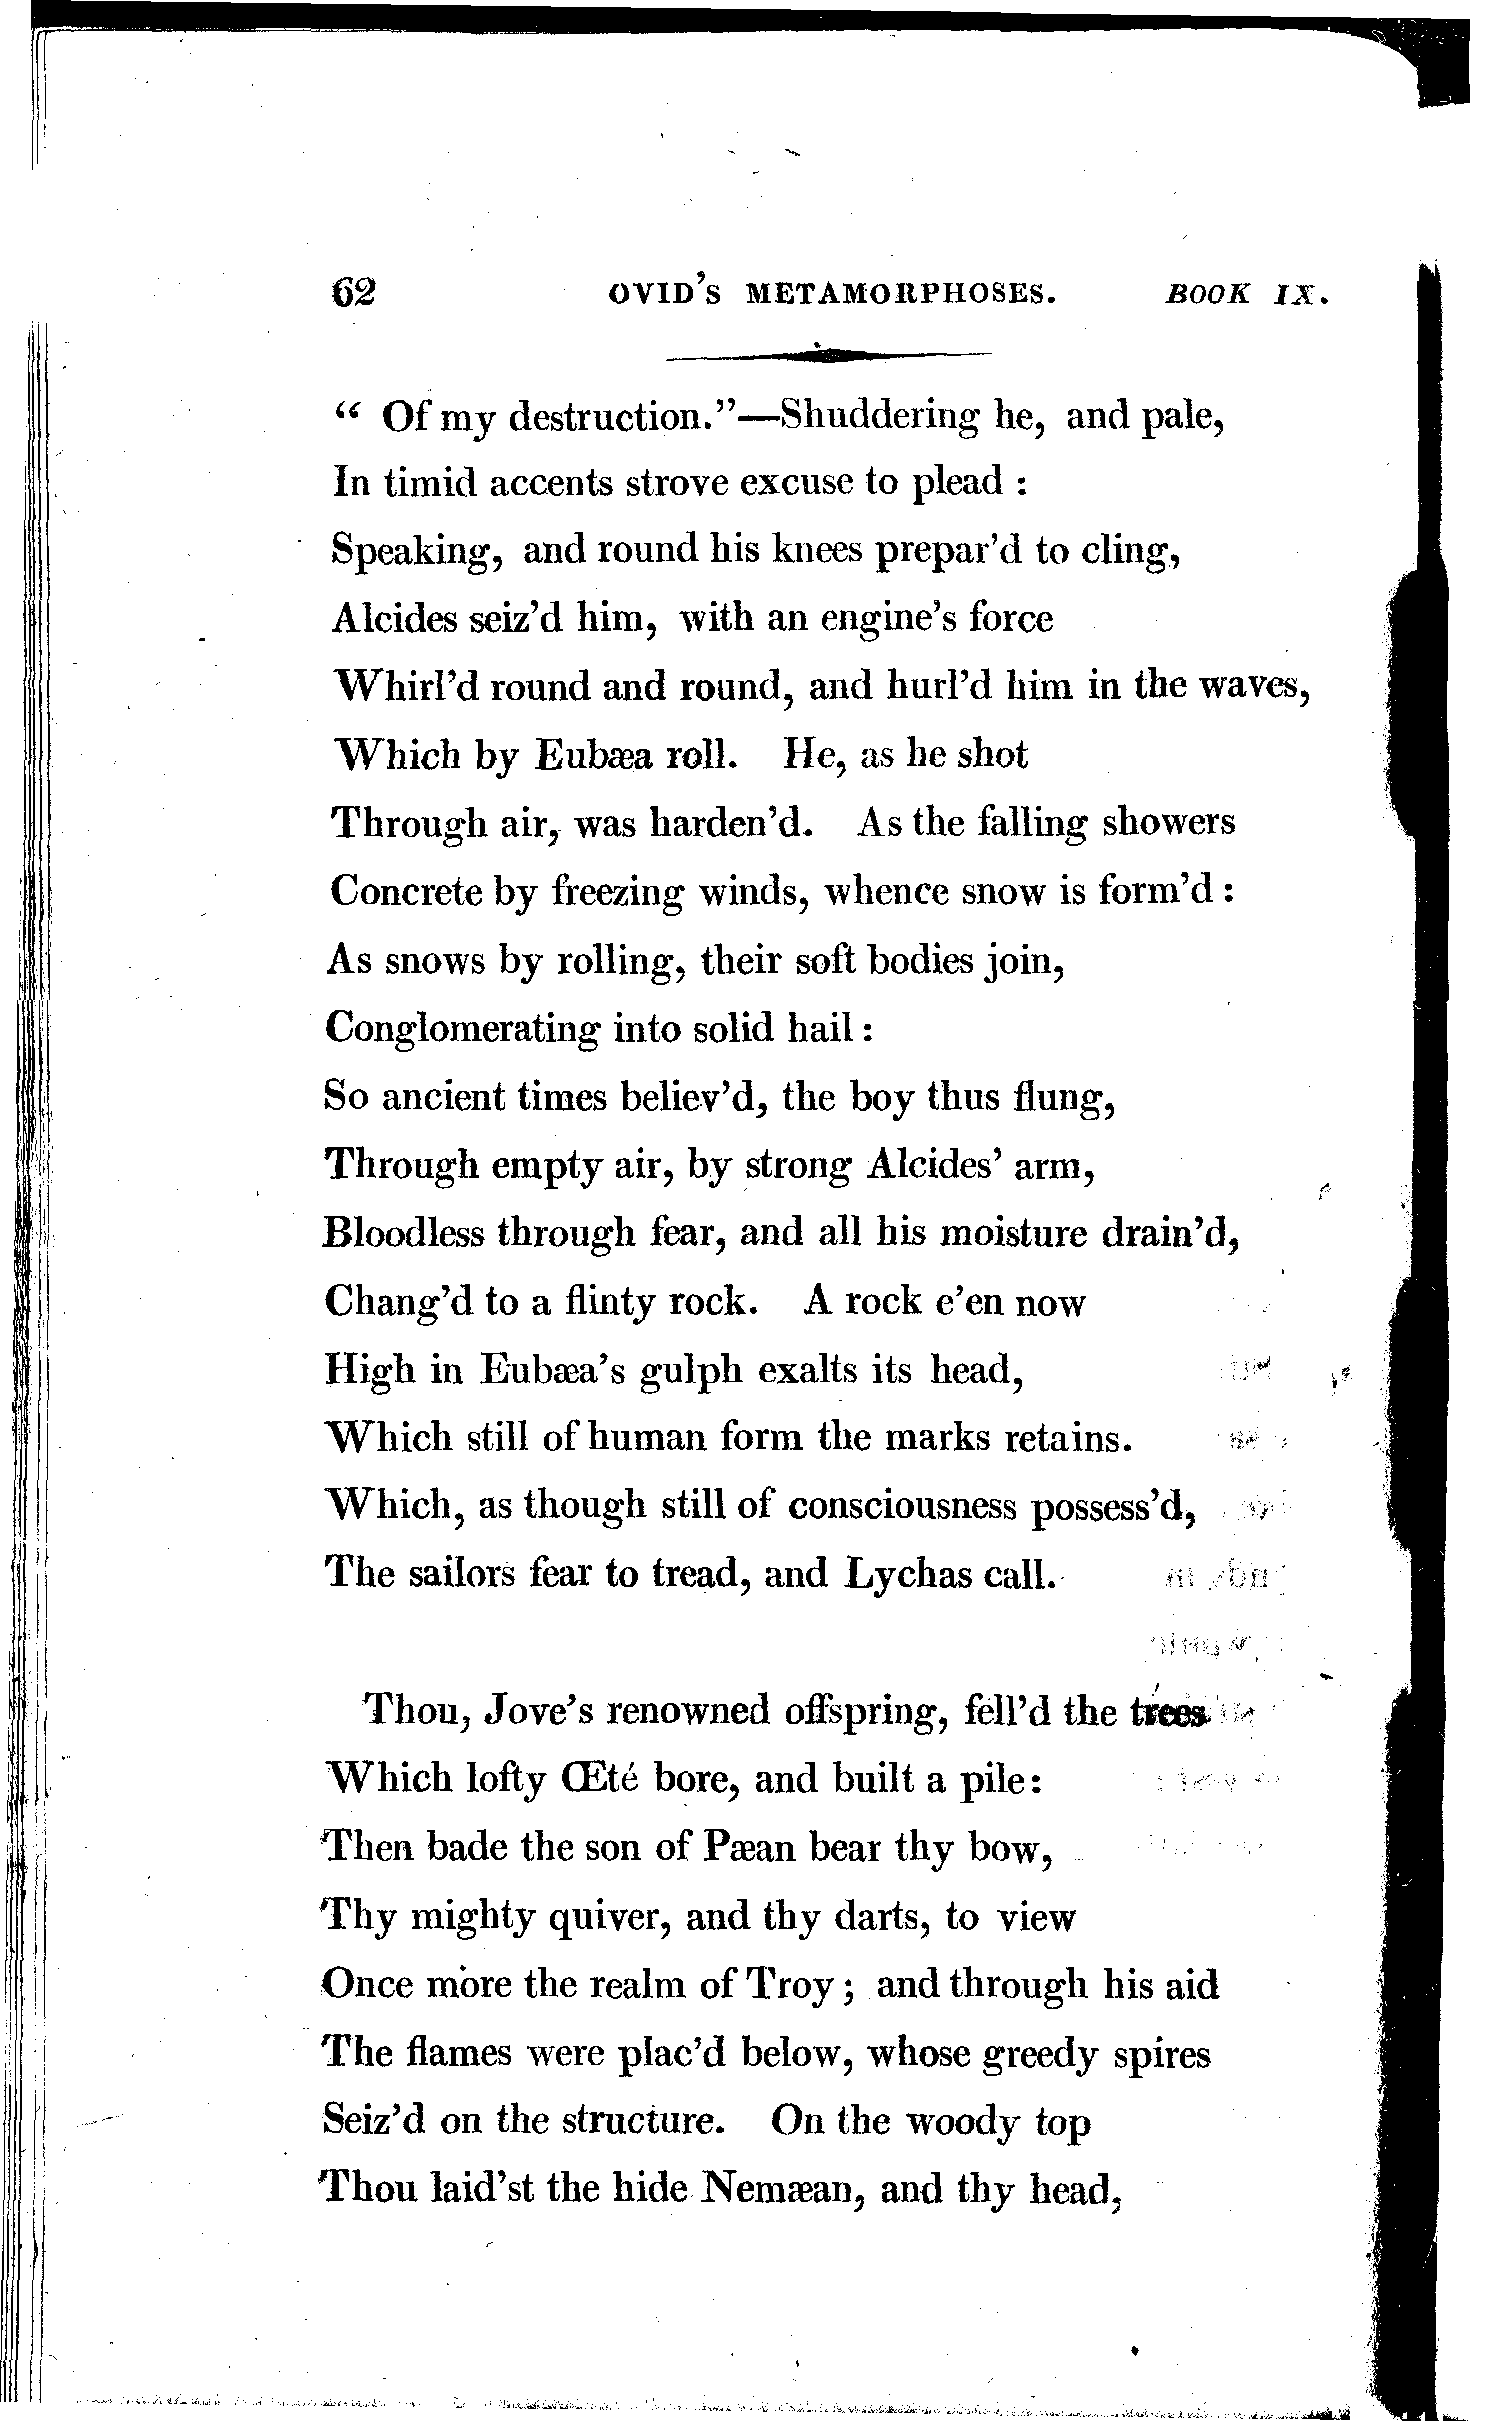 62 OVID'S METAMORPHOSES. BOOK IX.
“ Of my destruction.”—Shuddering he, and pale,
In timid accents strove excuse to plead :
Speaking, and round his knees prepar'd to cling,
Alcides seiz'd him, with an engine's force
Whirl'd round and round, and hurl'd him in the waves,
Which by Eubæa roll. He, as he shot
Through air, was harden'd. As the falling showers
Concrete by freezing winds, whence snow is form'd :
As snows by rolling, their soft bodies join,
Conglomerating into solid hail :
So ancient times believ'd, the boy thus flung,
Through empty air, by strong Alcides' arm,
Bloodless through fear, and all his moisture drain'd,
Chang'd to a flinty rock. A rock e'en now
High in Eubæa's gulph exalts its head,
Which still of human form the marks retains.
Which, as though still of consciousness possess'd,
The sailors fear to tread, and Lychas call.
Thou, Jove's renowned offspring, fell'd the trees
Which lofty Œté bore, and built a pile:
Then bade the son of Pæan bear thy bow,
Thy mighty quiver, and thy darts, to view
Once more the realm of Troy ; and through his aid
The flames were plac'd below, whose greedy spires
Seiz'd on the structure. On the woody top
Thou laid'st the hide Nemæan, and thy head,